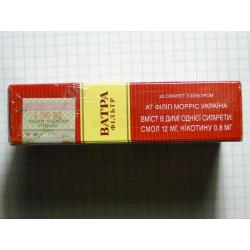 ВАТРА
ФІЛЬТР
20 СИГАРЕТ З ФІЛЬТРОМ
АТ ФІЛІП МОРРІС УКРАЇНА
ВМІСТ В ДИМІ ОДНІЄЇ СИГАРЕТИ:
СМОЛ 12 МГ, НІКОТИНУ 0.8 МГ